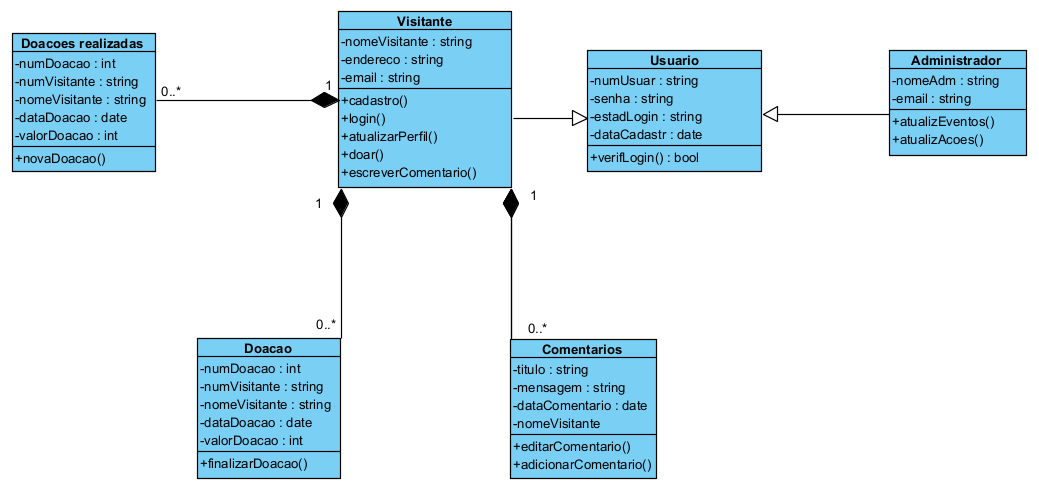 Doacoes realizadas
-numDoacao : int
-numVisitante : string
-nomeVisitante : string
-dataDoacao : date
-valorDoacao : int
+novaDoacao()
0..*
1
Visitante
-nomeVisitante : string
-endereco : string
-email : string
+cadastro()
+login()
+atualizarPerfil()
+doar()
+escreverComentario()
Usuario
-numUsuar : string
-senha : string
-estadLogin : string
-dataCadastr : date
+verifLogin() : bool
Administrador
-nomeAdm : string
-email : string
+atualizEventos()
+atualizAcoes()
1
1
0..*
0..*
Doacao
-numDoacao : int
-numVisitante : string
-nomeVisitante : string
-dataDoacao : date
-valorDoacao : int
+finalizarDoacao()
Comentarios
-titulo : string
-mensagem : string
-dataComentario : date
-nomeVisitante
+editarComentario()
+adicionarComentario()